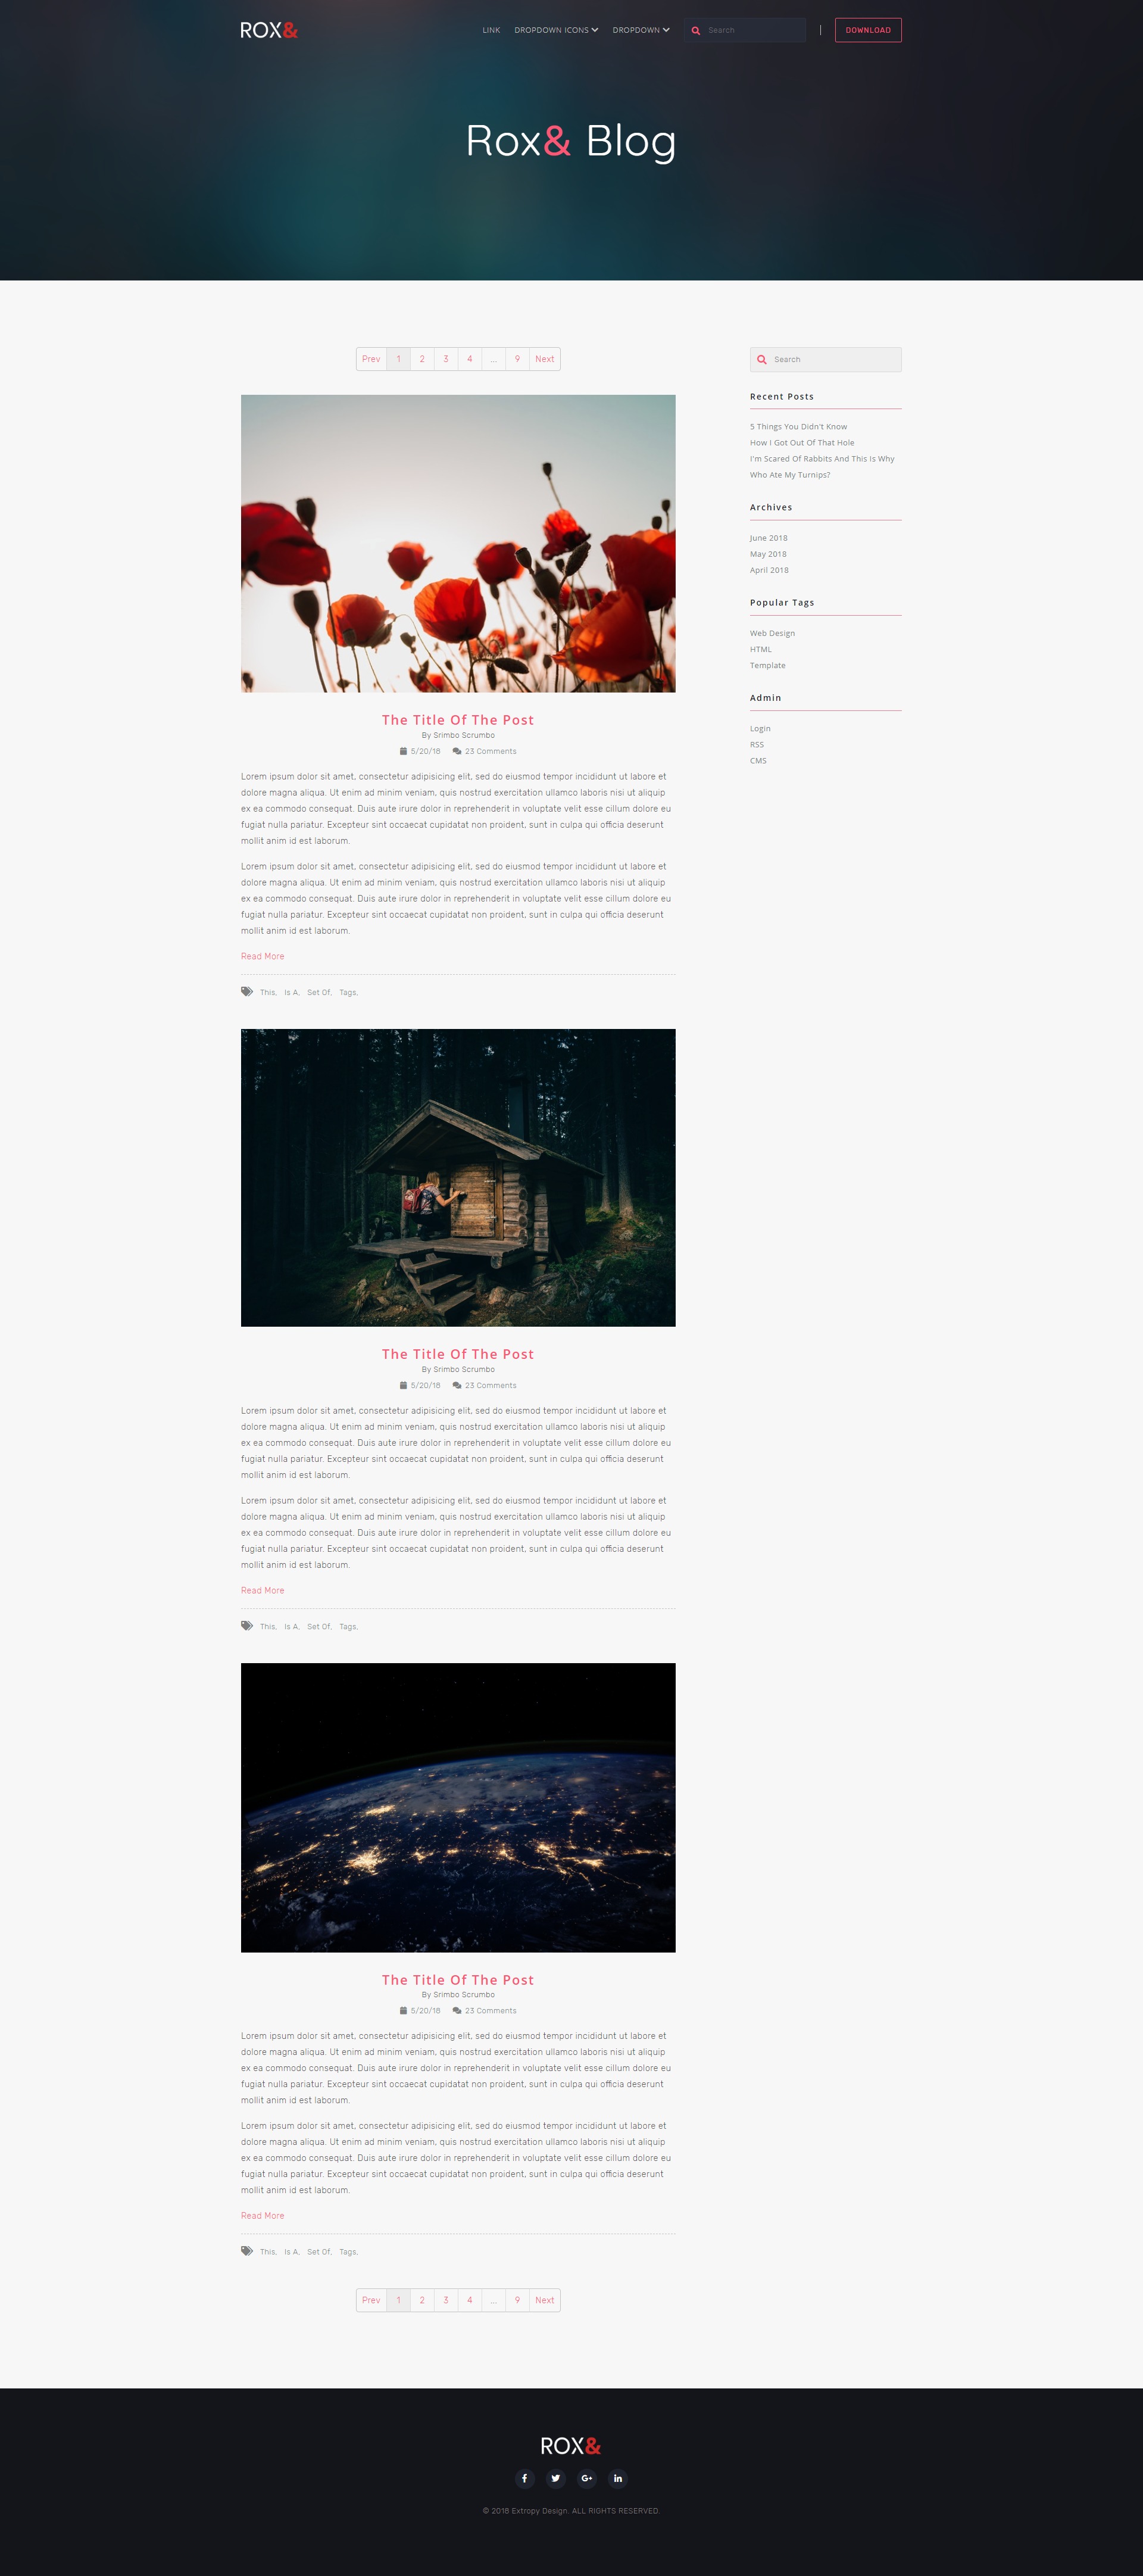 ROX&
LINK DROPDOWN ICONS DROPDOWN Search | DOWNLOAD
Rox& Blog
Prev 1 2 3 4 ... 9 Next
The Title Of The Post
By Srimbo Scrumbo
5/20/18 23 Comments
Lorem ipsum dolor sit amet, consectetur adipisicing elit, sed do eiusmod tempor incididunt ut labore et
dolore magna aliqua. Ut enim ad minim veniam, quis nostrud exercitation ullamco laboris nisi ut aliquip
ex ea commodo consequat. Duis aute irure dolor in reprehenderit in voluptate velit esse cillum dolore eu
fugiat nulla pariatur. Excepteur sint occaecat cupidatat non proident, sunt in culpa qui officia deserunt
mollit anim id est laborum.
Lorem ipsum dolor sit amet, consectetur adipisicing elit, sed do eiusmod tempor incididunt ut labore et
dolore magna aliqua. Ut enim ad minim veniam, quis nostrud exercitation ullamco laboris nisi ut aliquip
ex ea commodo consequat. Duis aute irure dolor in reprehenderit in voluptate velit esse cillum dolore eu
fugiat nulla pariatur. Excepteur sint occaecat cupidatat non proident, sunt in culpa qui officia deserunt
mollit anim id est laborum.
Read More
This, Is A, Set Of, Tags,
The Title Of The Post
By Srimbo Scrumbo
5/20/18 23 Comments
Lorem ipsum dolor sit amet, consectetur adipisicing elit, sed do eiusmod tempor incididunt ut labore et
dolore magna aliqua. Ut enim ad minim veniam, quis nostrud exercitation ullamco laboris nisi ut aliquip
ex ea commodo consequat. Duis aute irure dolor in reprehenderit in voluptate velit esse cillum dolore eu
fugiat nulla pariatur. Excepteur sint occaecat cupidatat non proident, sunt in culpa qui officia deserunt
mollit anim id est laborum.
Lorem ipsum dolor sit amet, consectetur adipisicing elit, sed do eiusmod tempor incididunt ut labore et
dolore magna aliqua. Ut enim ad minim veniam, quis nostrud exercitation ullamco laboris nisi ut aliquip
ex ea commodo consequat. Duis aute irure dolor in reprehenderit in voluptate velit esse cillum dolore eu
fugiat nulla pariatur. Excepteur sint occaecat cupidatat non proident, sunt in culpa qui officia deserunt
mollit anim id est laborum.
Read More
This, Is A, Set Of, Tags,
The Title Of The Post
By Srimbo Scrumbo
5/20/18 23 Comments
Lorem ipsum dolor sit amet, consectetur adipisicing elit, sed do eiusmod tempor incididunt ut labore et
dolore magna aliqua. Ut enim ad minim veniam, quis nostrud exercitation ullamco laboris nisi ut aliquip
ex ea commodo consequat. Duis aute irure dolor in reprehenderit in voluptate velit esse cillum dolore eu
fugiat nulla pariatur. Excepteur sint occaecat cupidatat non proident, sunt in culpa qui officia deserunt
mollit anim id est laborum.
Lorem ipsum dolor sit amet, consectetur adipisicing elit, sed do eiusmod tempor incididunt ut labore et
dolore magna aliqua. Ut enim ad minim veniam, quis nostrud exercitation ullamco laboris nisi ut aliquip
ex ea commodo consequat. Duis aute irure dolor in reprehenderit in voluptate velit esse cillum dolore eu
fugiat nulla pariatur. Excepteur sint occaecat cupidatat non proident, sunt in culpa qui officia deserunt
mollit anim id est laborum.
Read More
This, Is A, Set Of, Tags,
Prev 1 2 3 4 ... 9 Next
Search
Recent Posts
5 Things You Didn't Know
How I Got Out Of That Hole
I'm Scared Of Rabbits And This Is Why
Who Ate My Turnips?
Archives
June 2018
May 2018
April 2018
Popular Tags
Web Design
HTML
Template
Admin
Login
RSS
CMS
ROX&
© 2018 Extropy Design. ALL RIGHTS RESERVED.